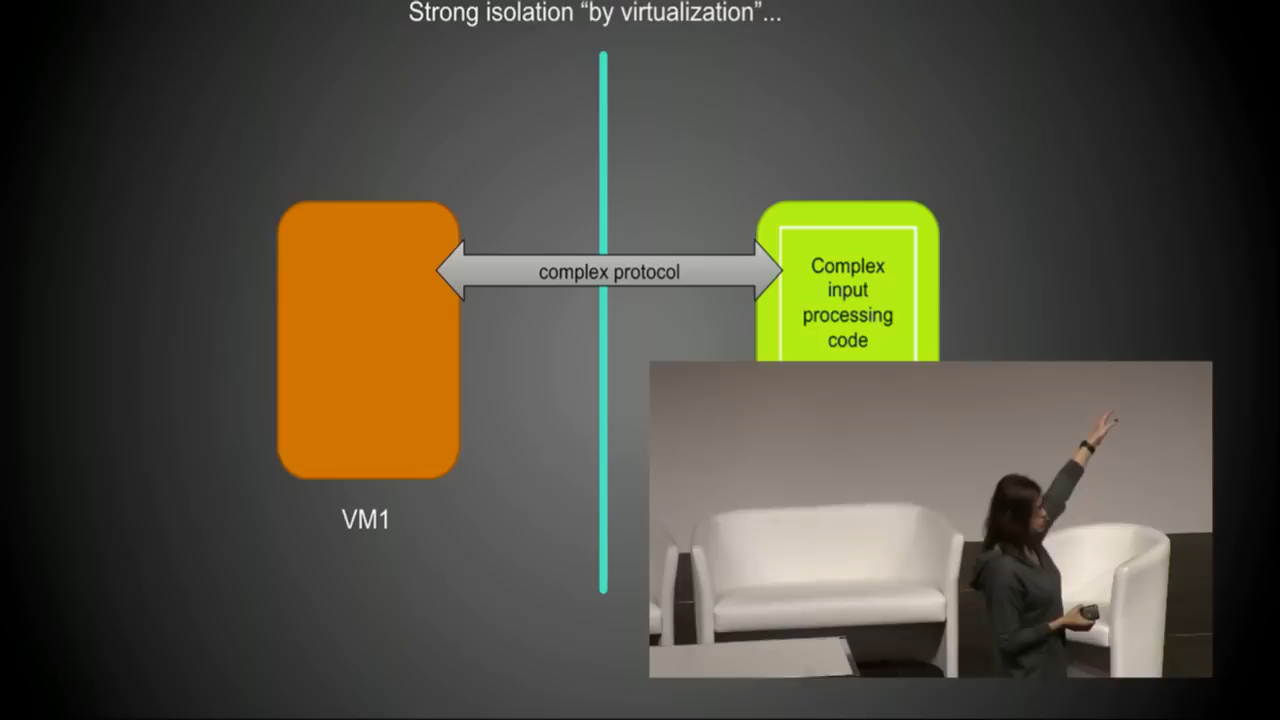 Strong isolation “by virtualization”...
complex protocol
Complex
input
processing
code
VM1